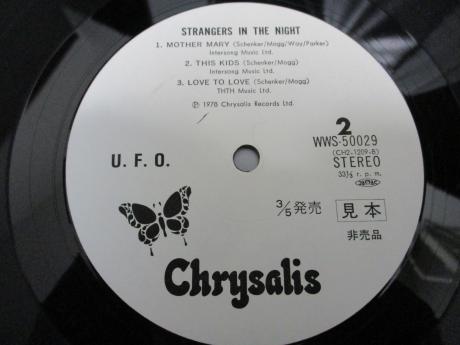 STRANGERS IN THE NIGHT
1. MOTHER MARY (Schenker/Mogg/Way/Parker)
Intersong Music Ltd.
2. THIS KIDS (Schenker/Mogg)
Intersong Music Ltd.
3. LOVE TO LOVE (Schenker/Mogg)
THTH Music Ltd.
Ⓟ 1978 Chrysalis Records Ltd.
2
WWS-50029
(CH2-1209-B)
STEREO
33⅓ r. p. m.
U. F. O.
3/5発売
見本
非売品
Chrysalis